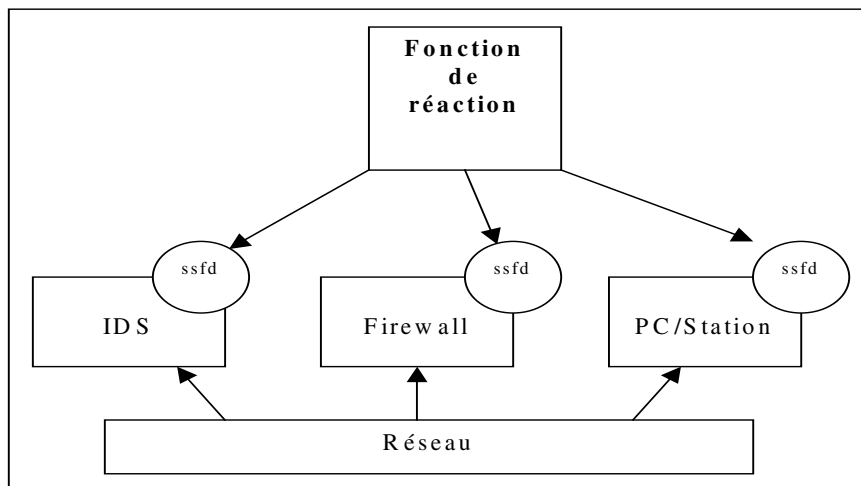 Fonction
de
réaction
ssfd
ssfd
ssfd
IDS
Firewall
PC/Station
Réseau